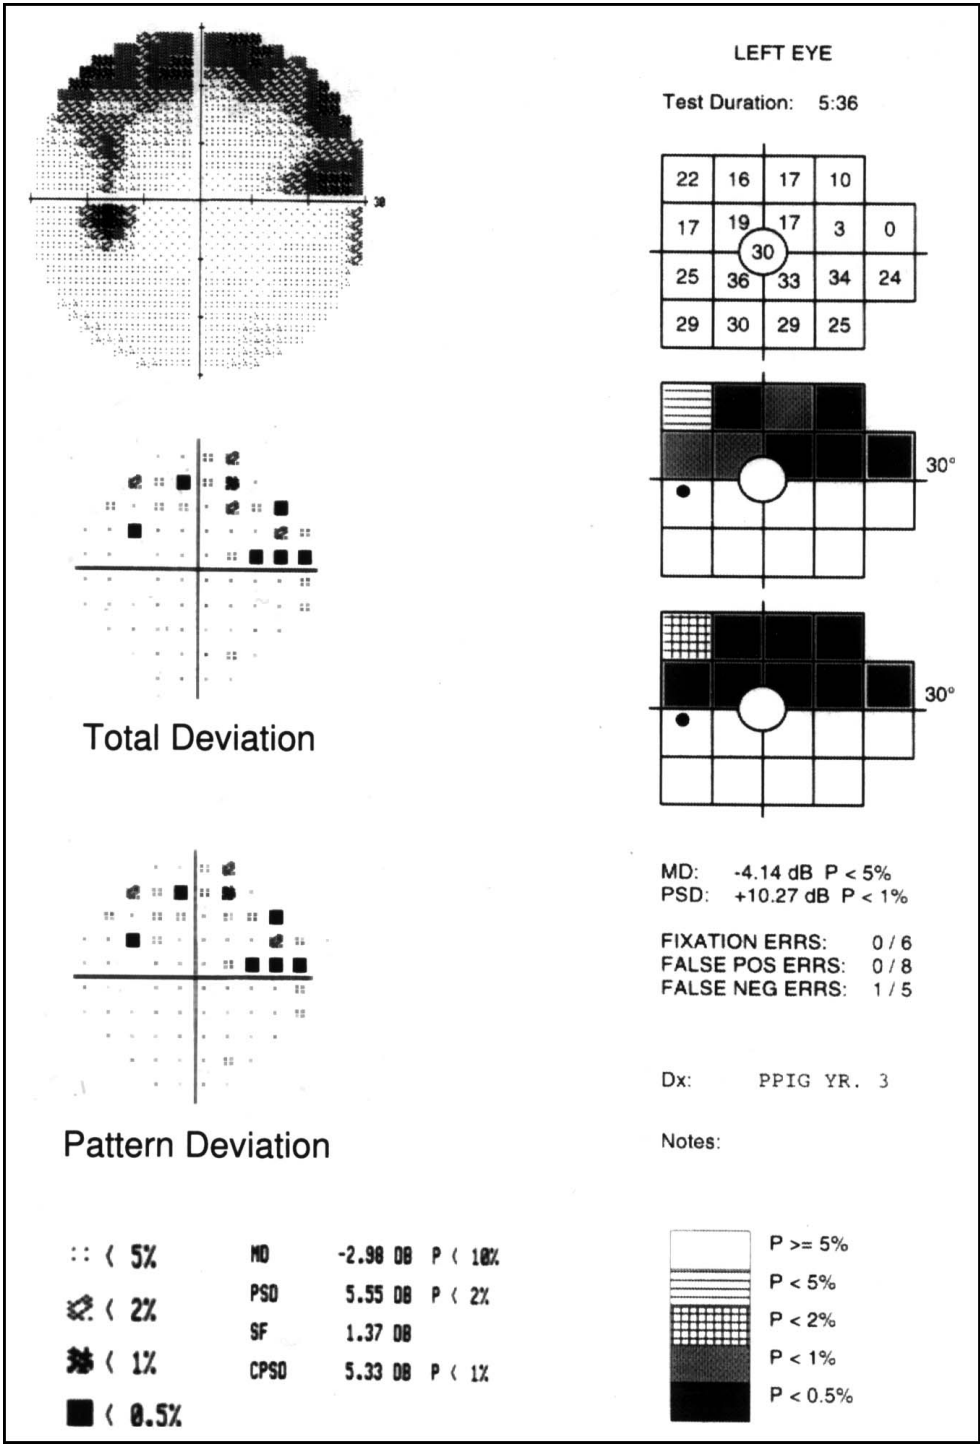 30
Total Deviation
Pattern Deviation
:: < 5%
< 2%
< 1%
< 0.5%
MD -2.98 DB P < 10%
PSD 5.55 DB P < 2%
SF 1.37 DB
CPSD 5.33 DB P < 1%
LEFT EYE
Test Duration: 5:36
22 16 17 10
17 19 17 3 0
30
25 36 33 34 24
29 30 29 25
30°
30°
MD: -4.14 dB P < 5%
PSD: +10.27 dB P < 1%
FIXATION ERRS: 0 / 6
FALSE POS ERRS: 0 / 8
FALSE NEG ERRS: 1 / 5
Dx: PPIG YR. 3
Notes:
P >= 5%
P < 5%
P < 2%
P < 1%
P < 0.5%